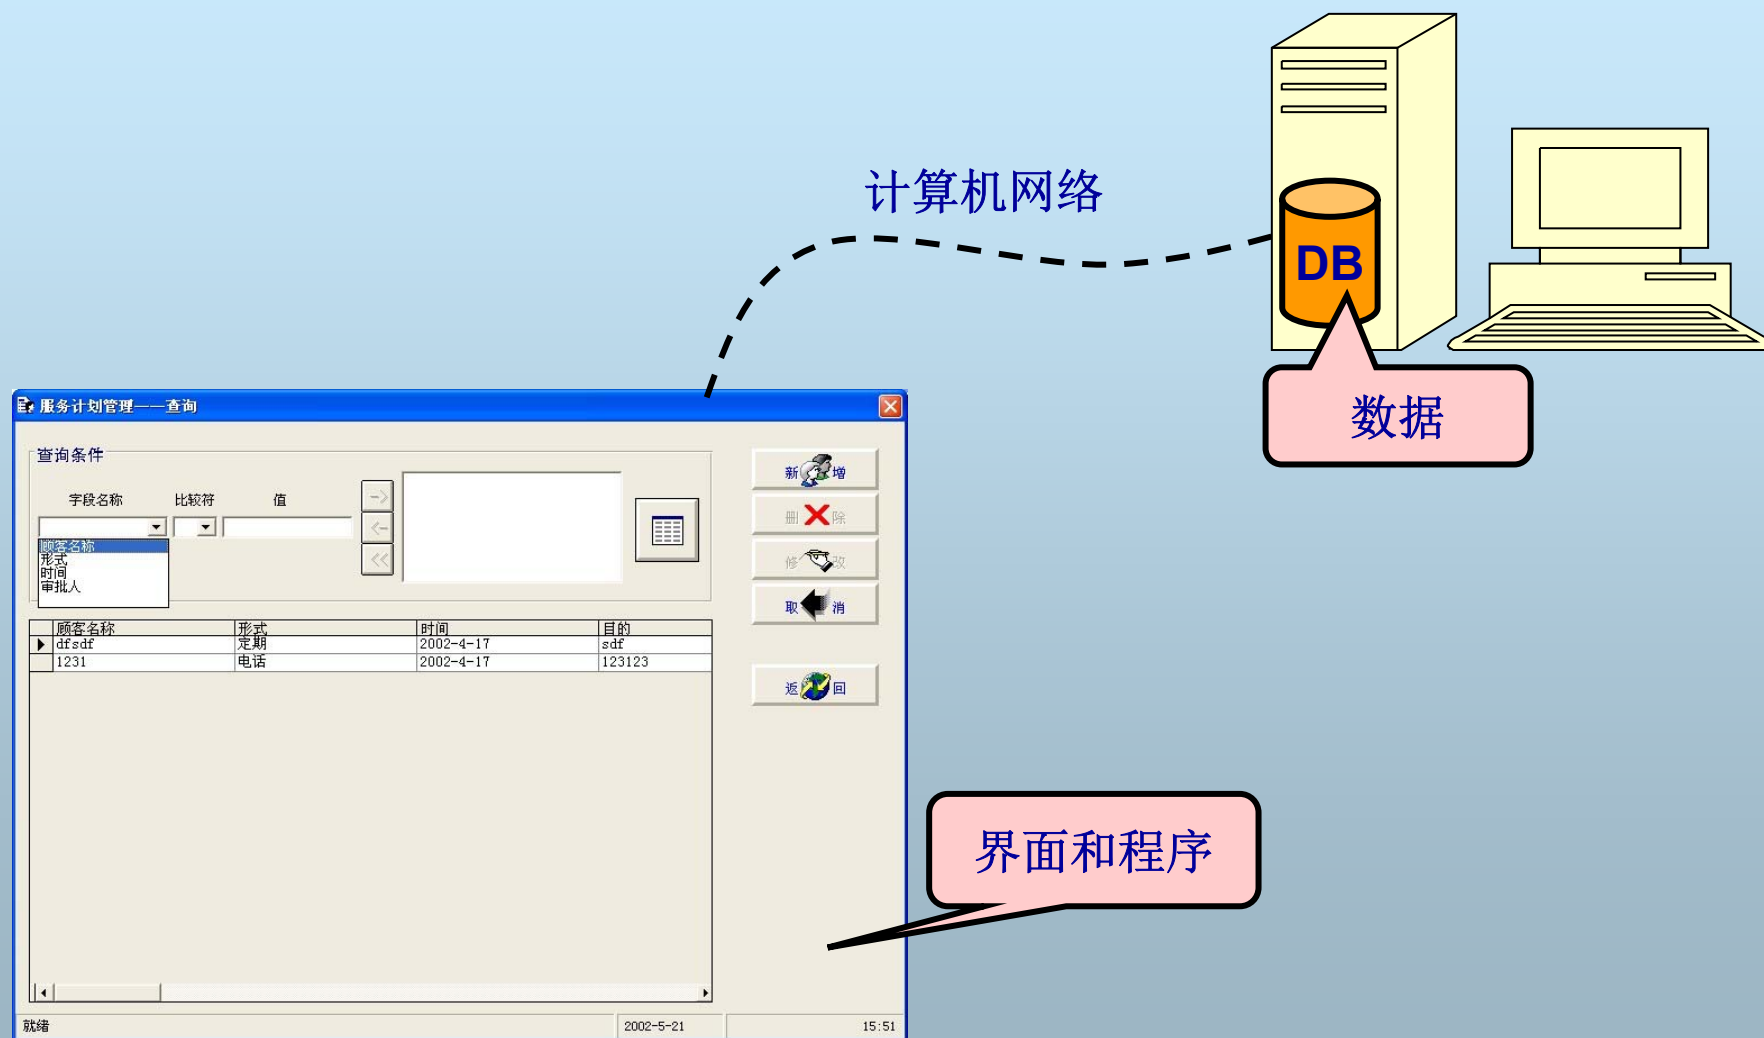 计算机网络
DB
数据
服务计划管理——查询
查询条件
字段名称 比较符 值
-> 
<-
<<
顾客名称
形式
时间
审批人
新增
删除
修改
取消
返回
顾客名称 形式 时间 目的
dfsdf 定期 2002-4-17 sdf
1231 电话 2002-4-17 123123
界面和程序
就绪 2002-5-21 15:51